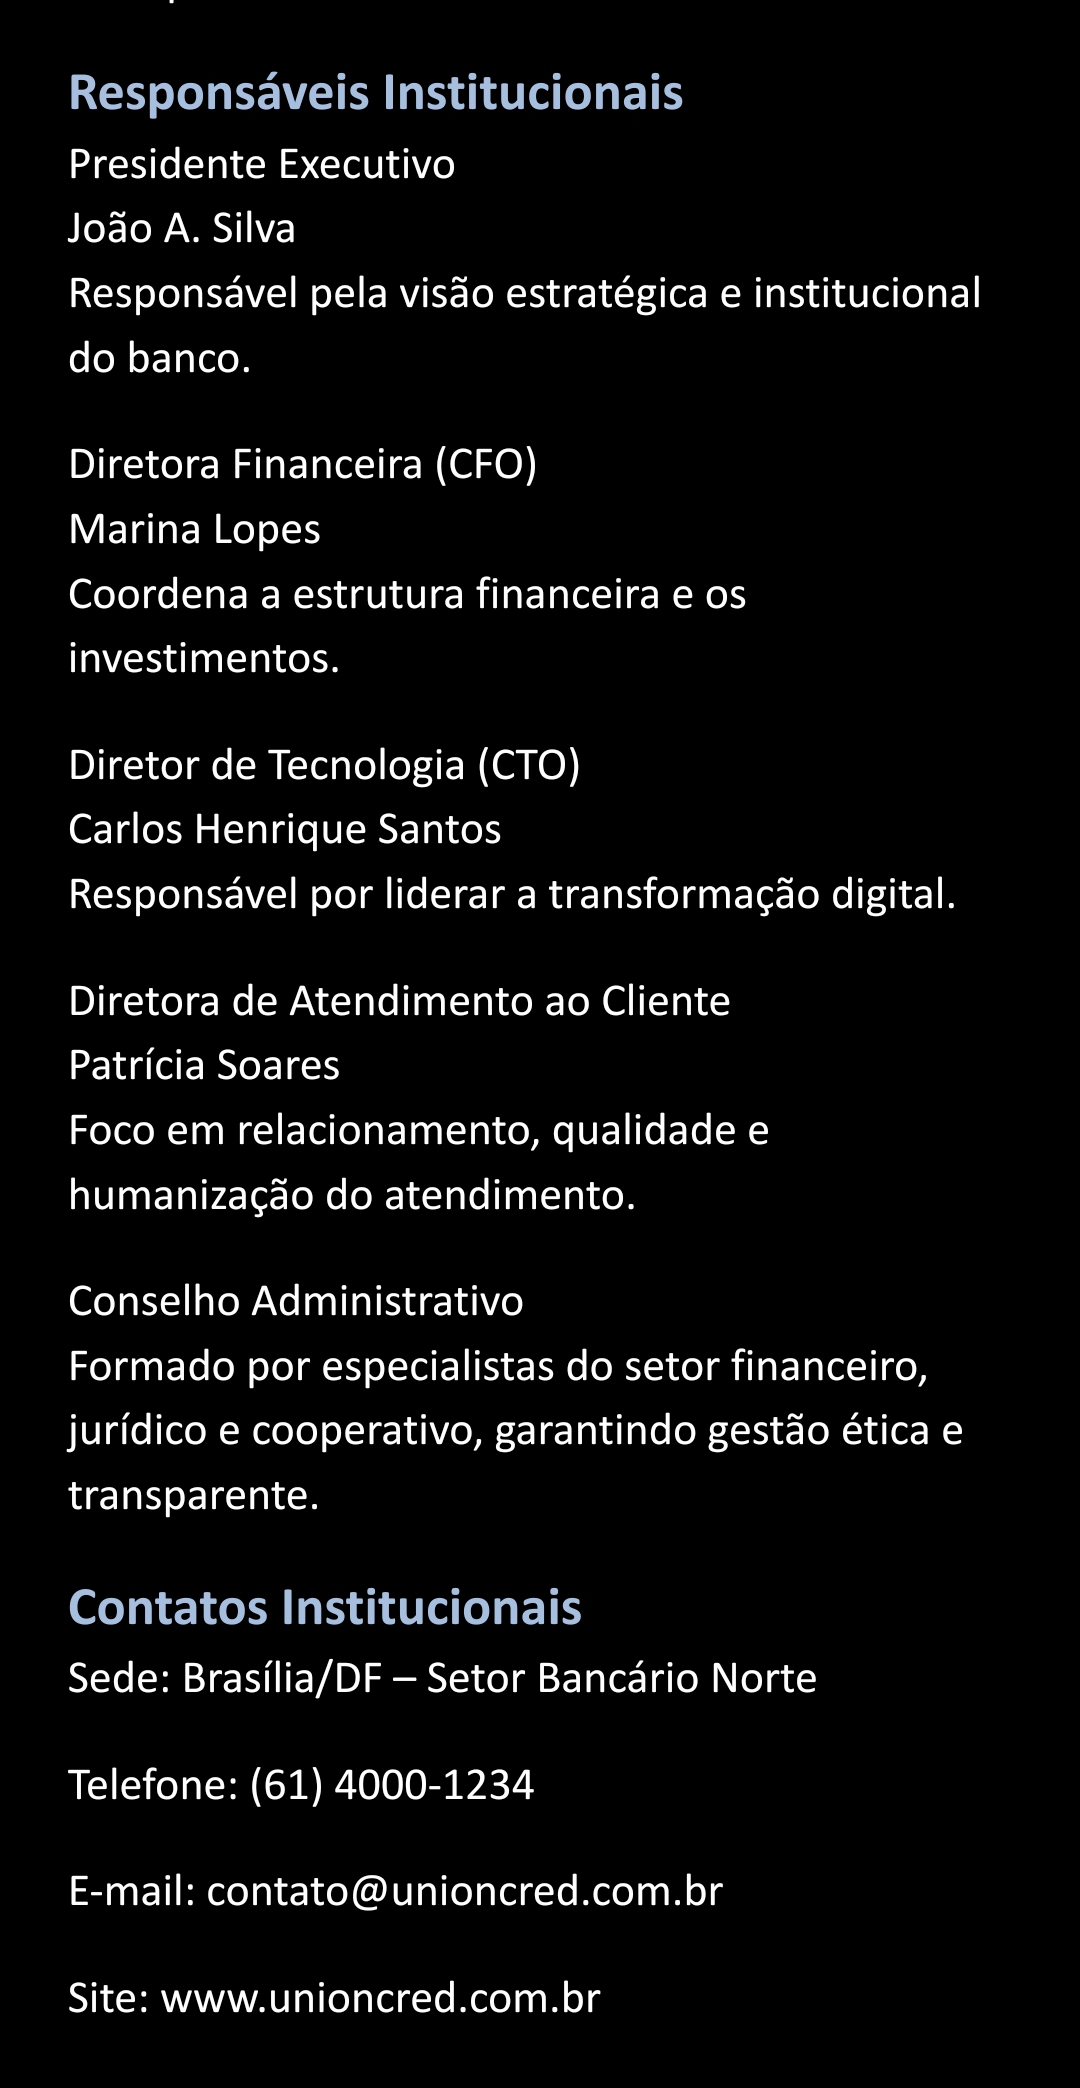 Responsáveis Institucionais
Presidente Executivo
João A. Silva
Responsável pela visão estratégica e institucional
do banco.
Diretora Financeira (CFO)
Marina Lopes
Coordena a estrutura financeira e os
investimentos.
Diretor de Tecnologia (CTO)
Carlos Henrique Santos
Responsável por liderar a transformação digital.
Diretora de Atendimento ao Cliente
Patrícia Soares
Foco em relacionamento, qualidade e
humanização do atendimento.
Conselho Administrativo
Formado por especialistas do setor financeiro,
jurídico e cooperativo, garantindo gestão ética e
transparente.
Contatos Institucionais
Sede: Brasília/DF – Setor Bancário Norte
Telefone: (61) 4000-1234
E-mail: contato@unioncred.com.br
Site: www.unioncred.com.br